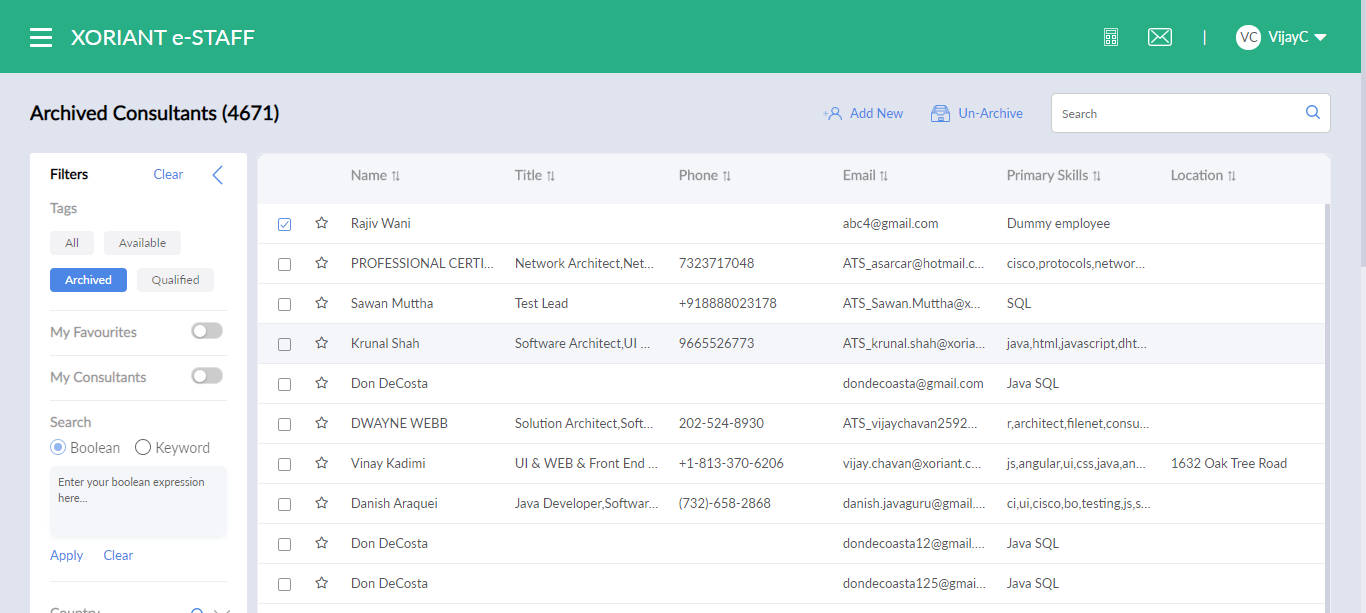 XORIANT e-STAFF
| VC VijayC
Archived Consultants (4671)
Add New Un-Archive Search
Filters Clear
Tags
All Available
Archived Qualified
My Favourites
My Consultants
Search
Boolean Keyword
Enter your boolean expression
here...
Apply Clear
Country
Name Title Phone Email Primary Skills Location
Rajiv Wani abc4@gmail.com Dummy employee
PROFESSIONAL CERTI... Network Architect,Net... 7323717048 ATS_asarcar@hotmail.c... cisco,protocols,networ...
Sawan Muttha Test Lead +918888023178 ATS_Sawan.Muttha@x... SQL
Krunal Shah Software Architect,UI ... 9665526773 ATS_krunal.shah@xoria... java,html,javascript,dht...
Don DeCosta dondecoasta@gmail.com Java SQL
DWAYNE WEBB Solution Architect,Soft... 202-524-8930 ATS_vijaychavan2592... r,architect,filenet,consu...
Vinay Kadimi UI & WEB & Front End ... +1-813-370-6206 vijay.chavan@xoriant.c... js,angular,ui,css,java,an... 1632 Oak Tree Road
Danish Araquei Java Developer,Softwar... (732)-658-2868 danish.javaguru@gmail.... ci,ui,cisco,bo,testing,js,s...
Don DeCosta dondecoasta12@gmail.... Java SQL
Don DeCosta dondecoasta125@gmai... Java SQL